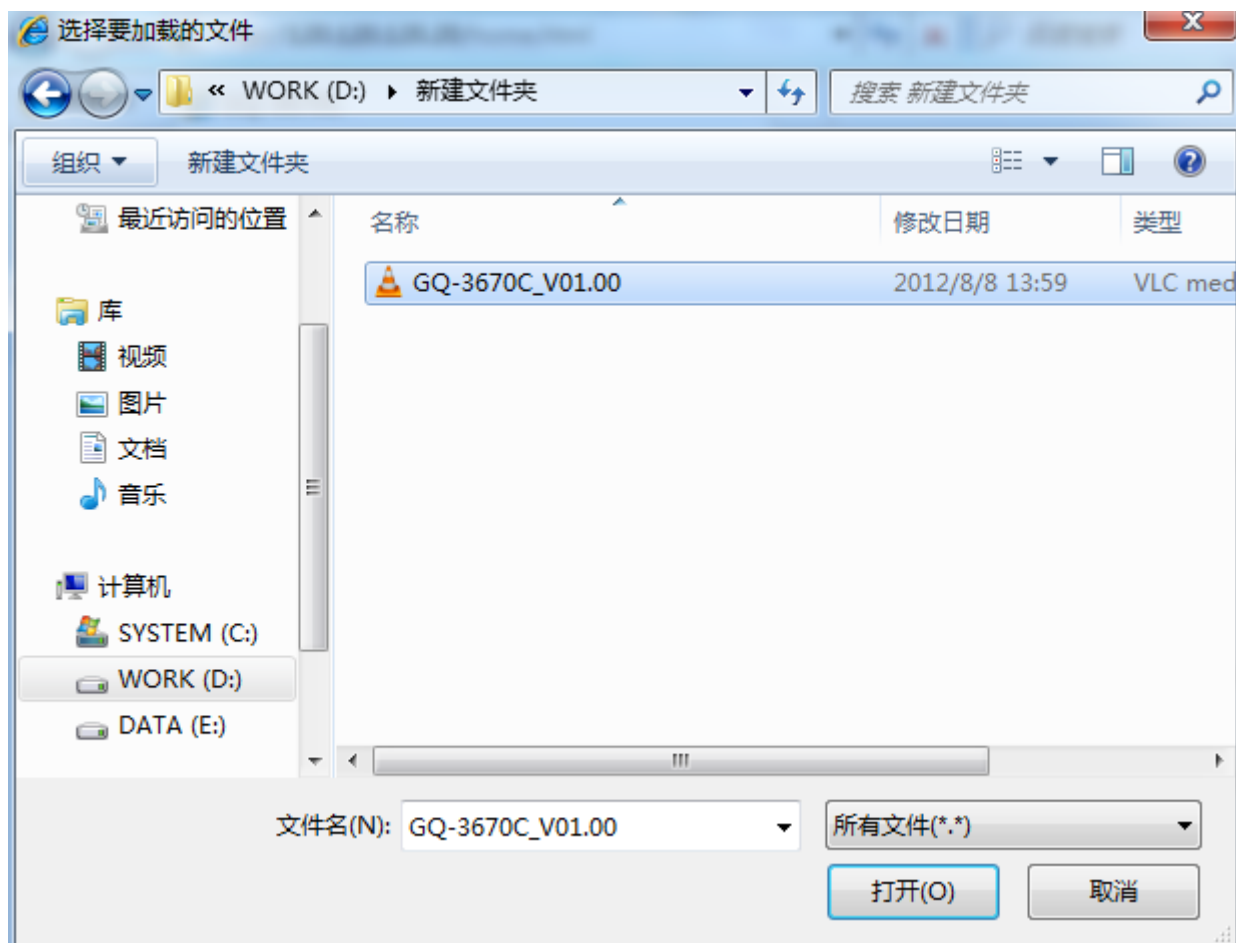 选择要加载的文件
« WORK (D:) 新建文件夹
搜索 新建文件夹
组织 新建文件夹
最近访问的位置
库
视频
图片
文档
音乐
计算机
SYSTEM (C:)
WORK (D:)
DATA (E:)
名称 修改日期 类型
GQ-3670C_V01.00 2012/8/8 13:59 VLC med
文件名(N): GQ-3670C_V01.00 所有文件(*.*)
打开(O) 取消